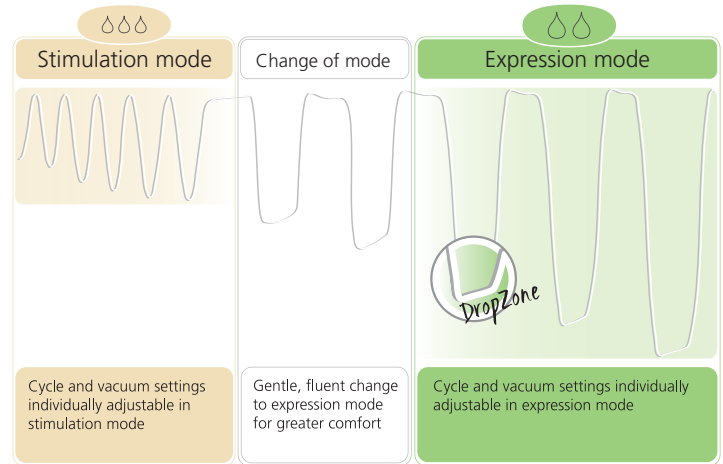 Stimulation mode
Change of mode
Expression mode
DropZone
Cycle and vacuum settings
individually adjustable in
stimulation mode
Gentle, fluent change
to expression mode
for greater comfort
Cycle and vacuum settings individually
adjustable in expression mode